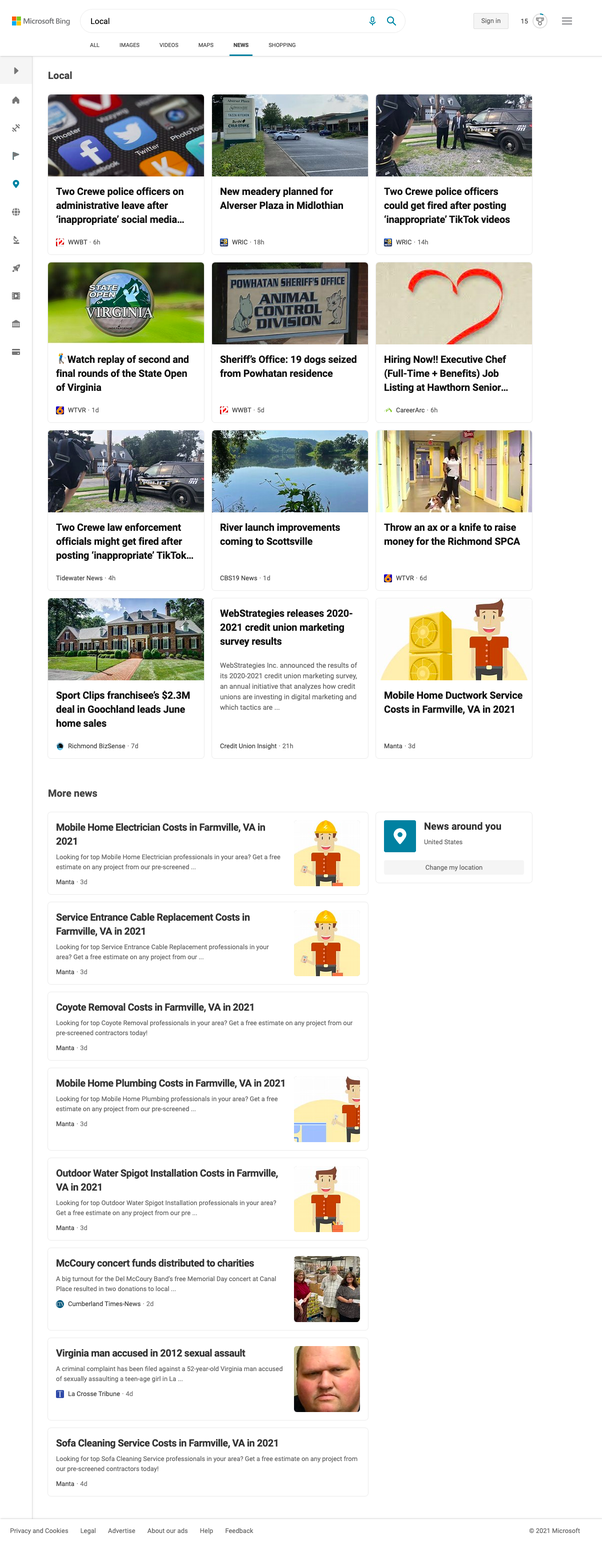 Microsoft Bing
Local
Sign in
15
ALL
IMAGES
VIDEOS
MAPS
NEWS
SHOPPING
Local
Phoster
Vyzayou
Facebook
Twitter
PhotoToa
Two Crewe police officers on
administrative leave after
‘inappropriate’ social media...
WWBT · 6h
New meadery planned for
Alverser Plaza in Midlothian
WRIC · 18h
POLICE
Two Crewe police officers
could get fired after posting
‘inappropriate’ TikTok videos
WRIC · 14h
STATE
OPEN
OF
VIRGINIA
Watch replay of second and
final rounds of the State Open
of Virginia
WTVR · 1d
POWHATAN SHERIFF'S OFFICE
ANIMAL
CONTROL
DIVISION
Sheriff’s Office: 19 dogs seized
from Powhatan residence
WWBT · 5d
Hiring Now!! Executive Chef
(Full-Time + Benefits) Job
Listing at Hawthorn Senior...
CareerArc · 6h
POLICE
Two Crewe law enforcement
officials might get fired after
posting ‘inappropriate’ TikTok...
Tidewater News · 4h
River launch improvements
coming to Scottsville
CBS19 News · 1d
Throw an ax or a knife to raise
money for the Richmond SPCA
WTVR · 6d
Sport Clips franchisee’s $2.3M
deal in Goochland leads June
home sales
Richmond BizSense · 7d
WebStrategies releases 2020-
2021 credit union marketing
survey results
WebStrategies Inc. announced the results of
its 2020-2021 credit union marketing survey,
an annual initiative that analyzes how credit
unions are investing in digital marketing and
which tactics are ...
Credit Union Insight · 21h
Mobile Home Ductwork Service
Costs in Farmville, VA in 2021
Manta · 3d
More news
Mobile Home Electrician Costs in Farmville, VA in
2021
Looking for top Mobile Home Electrician professionals in your area? Get a free
estimate on any project from our pre-screened ...
Manta · 3d
News around you
United States
Change my location
Service Entrance Cable Replacement Costs in
Farmville, VA in 2021
Looking for top Service Entrance Cable Replacement professionals in your
area? Get a free estimate on any project from our ...
Manta · 3d
Coyote Removal Costs in Farmville, VA in 2021
Looking for top Coyote Removal professionals in your area? Get a free estimate on any project from our
pre-screened contractors today!
Manta · 3d
Mobile Home Plumbing Costs in Farmville, VA in 2021
Looking for top Mobile Home Plumbing professionals in your area? Get a free
estimate on any project from our pre-screened ...
Manta · 3d
Outdoor Water Spigot Installation Costs in Farmville,
VA in 2021
Looking for top Outdoor Water Spigot Installation professionals in your area?
Get a free estimate on any project from our pre ...
Manta · 3d
McCoury concert funds distributed to charities
A big turnout for the Del McCoury Band’s free Memorial Day concert at Canal
Place resulted in two donations to local ...
Cumberland Times-News · 2d
Virginia man accused in 2012 sexual assault
A criminal complaint has been filed against a 52-year-old Virginia man accused
of sexually assaulting a teen-age girl in La ...
La Crosse Tribune · 4d
Sofa Cleaning Service Costs in Farmville, VA in 2021
Looking for top Sofa Cleaning Service professionals in your area? Get a free estimate on any project from
our pre-screened contractors today!
Manta · 4d
Privacy and Cookies
Legal
Advertise
About our ads
Help
Feedback
© 2021 Microsoft